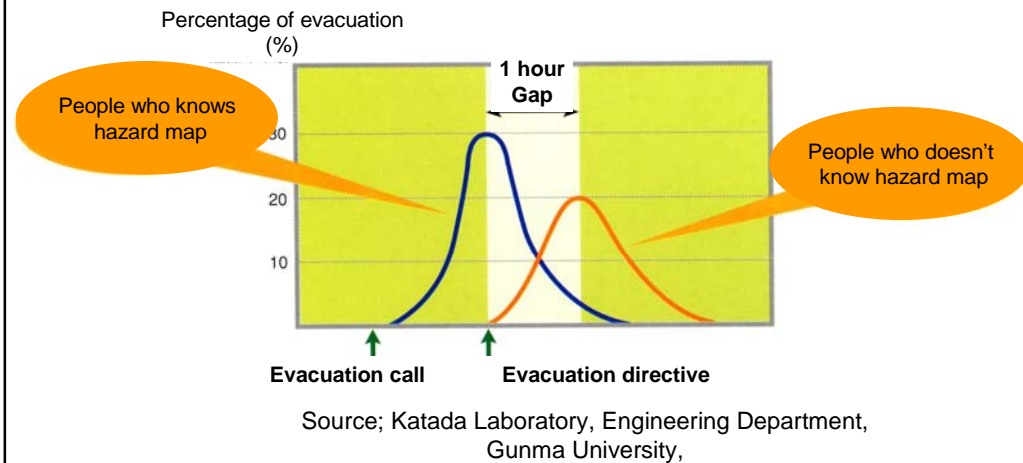 Percentage of evacuation
(%)
1 hour
Gap
People who knows
hazard map
30
People who doesn't
know hazard map
20
10
Evacuation call
Evacuation directive
Source; Katada Laboratory, Engineering Department,
Gunma University,